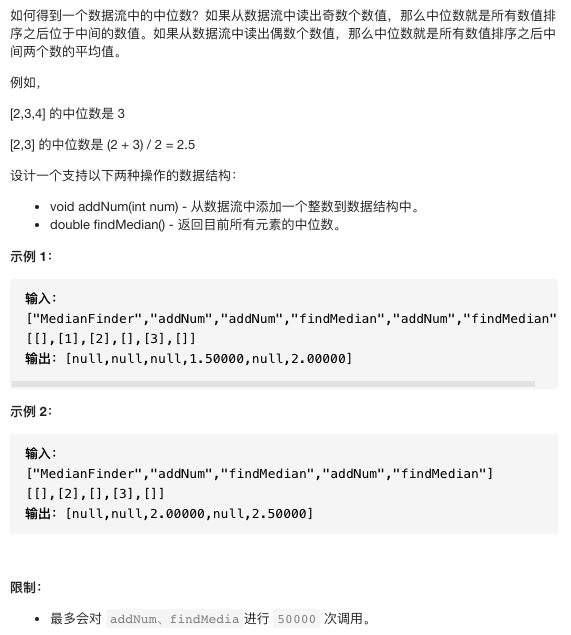 如何得到一个数据流中的中位数？如果从数据流中读出奇数个数值，那么中位数就是所有数值排
序之后位于中间的数值。如果从数据流中读出偶数个数值，那么中位数就是所有数值排序之后中
间两个数的平均值。
例如，
[2,3,4] 的中位数是 3
[2,3] 的中位数是 (2 + 3) / 2 = 2.5
设计一个支持以下两种操作的数据结构：
• void addNum(int num) - 从数据流中添加一个整数到数据结构中。
• double findMedian() - 返回目前所有元素的中位数。
示例 1：
输入：
["MedianFinder","addNum","addNum","findMedian","addNum","findMedian"
[[],[1],[2],[],[3],[]]
输出：[null,null,null,1.50000,null,2.00000]
示例 2：
输入：
["MedianFinder","addNum","findMedian","addNum","findMedian"]
[[],[2],[],[3],[]]
输出：[null,null,2.00000,null,2.50000]
限制：
• 最多会对 addNum、findMedia 进行 50000 次调用。